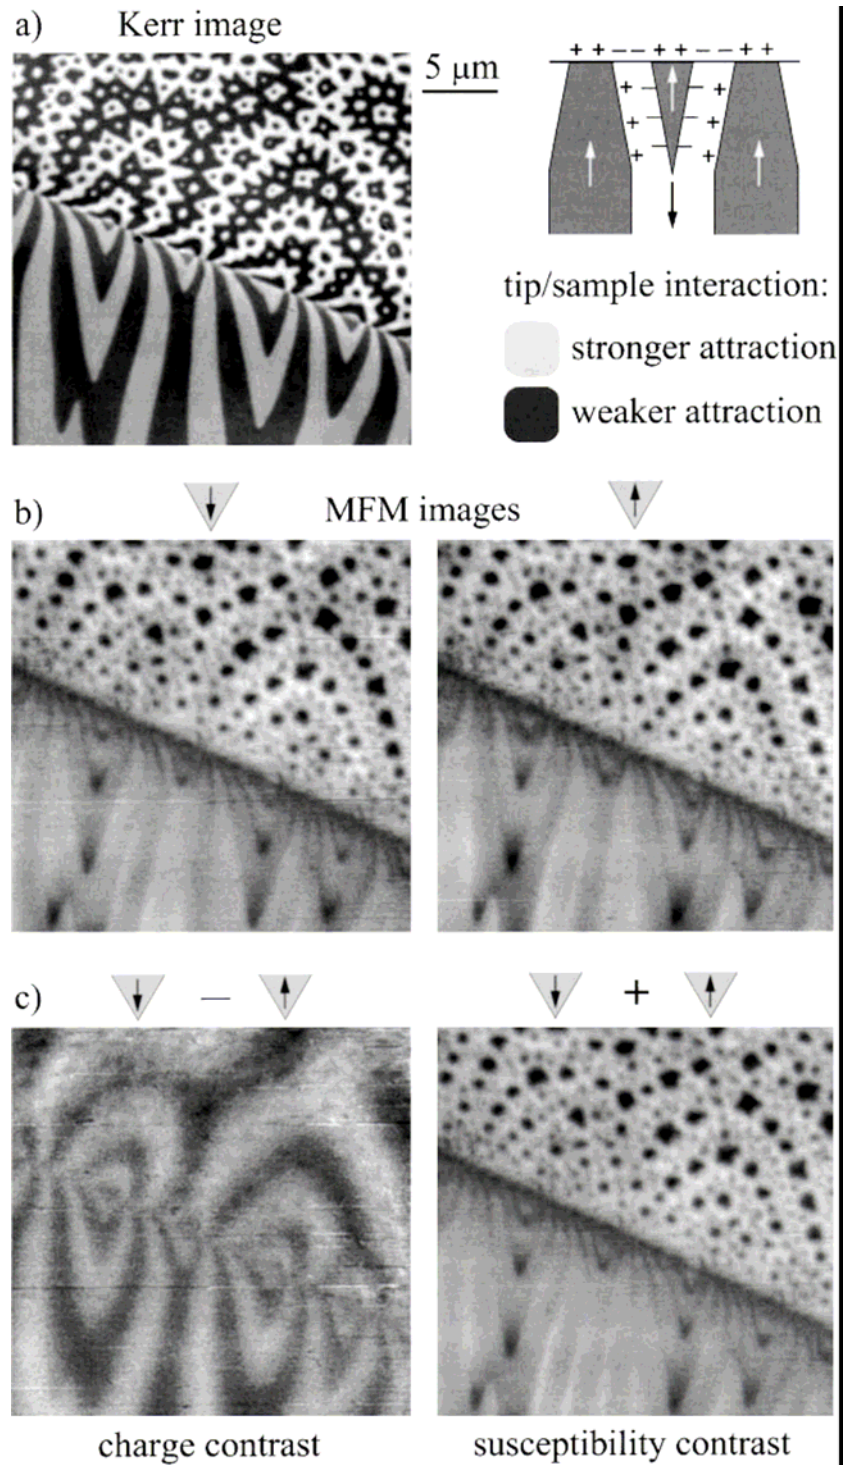 a) Kerr image
5 µm
+ + − − + + − − + +
+ +
+ +
+ +
tip/sample interaction:
stronger attraction
weaker attraction
b) MFM images
c) − +
charge contrast
susceptibility contrast